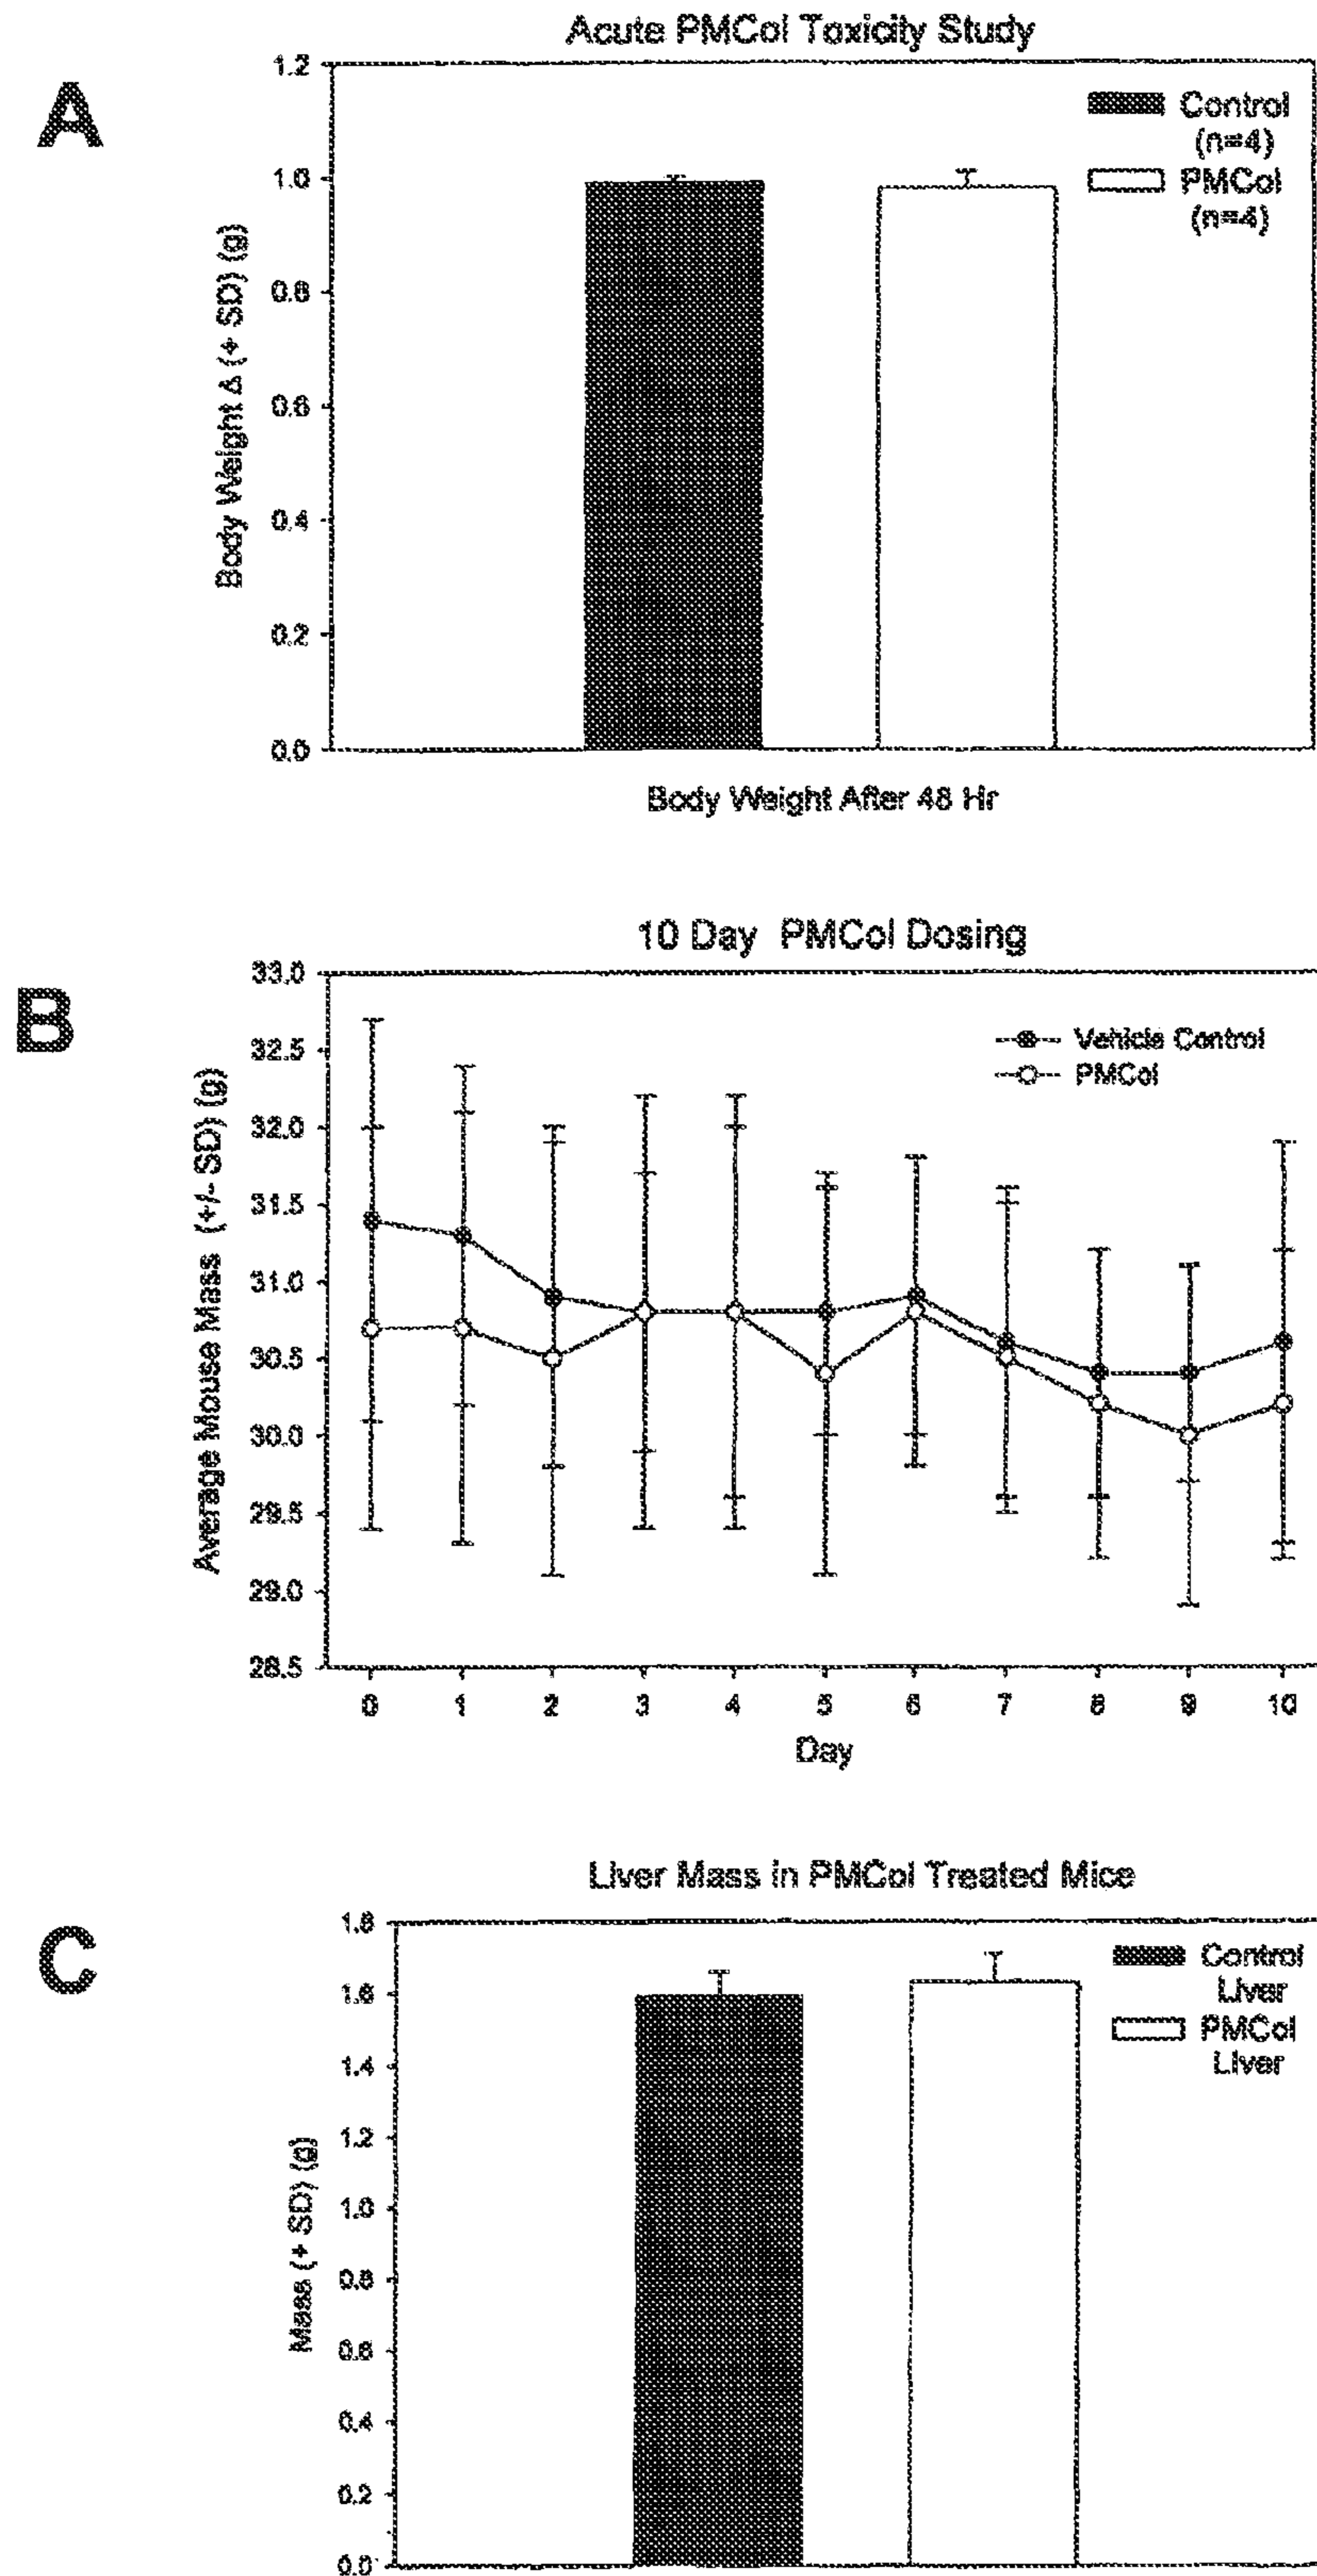 A
Acute PMCol Toxicity Study
Body Weight Δ (+ SD) (g)
1.2
1.0
0.8
0.6
0.4
0.2
0.0
Control
(n=4)
PMCol
(n=4)
Body Weight After 48 Hr
B
10 Day PMCol Dosing
Average Mouse Mass (+/- SD) (g)
33.0
32.5
32.0
31.5
31.0
30.5
30.0
29.5
29.0
28.5
Vehicle Control
PMCol
0 1 2 3 4 5 6 7 8 9 10
Day
C
Liver Mass in PMCol Treated Mice
Mass (+ SD) (g)
1.8
1.6
1.4
1.2
1.0
0.8
0.6
0.4
0.2
0.0
Control
Liver
PMCol
Liver